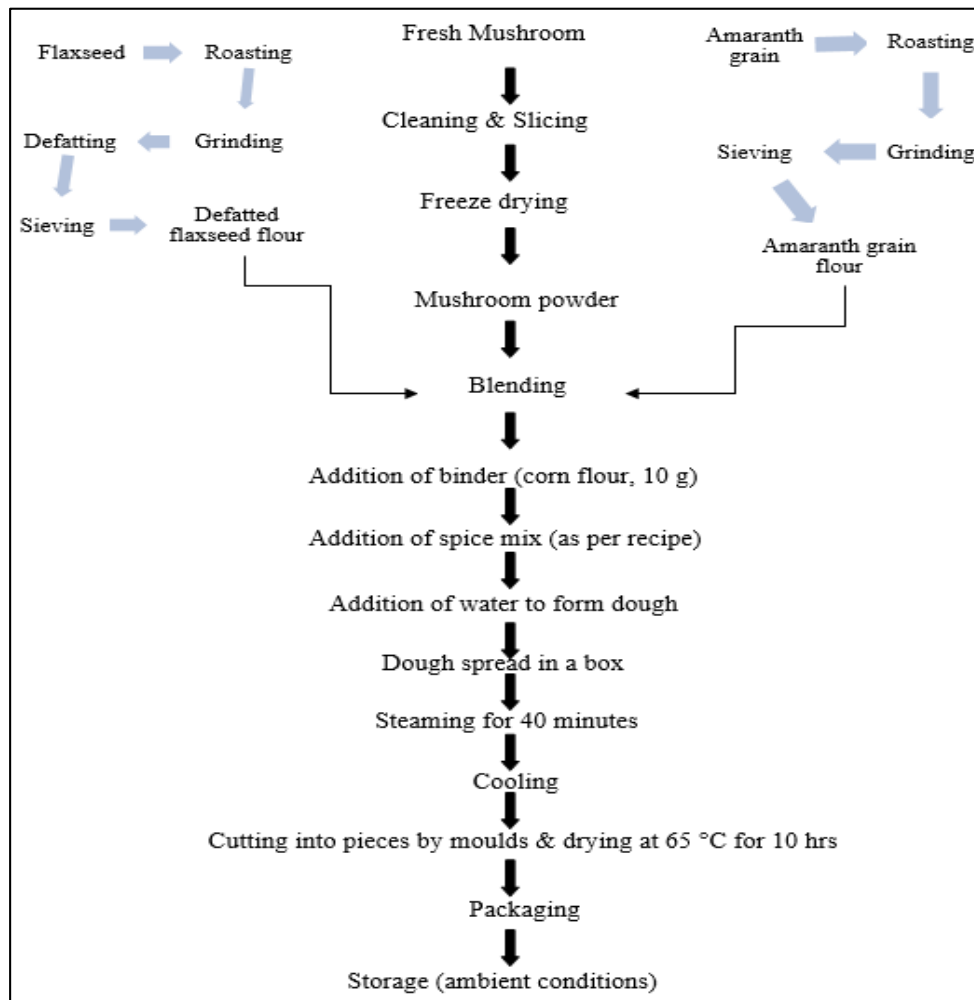 Flaxseed
Roasting
Grinding
Defatting
Sieving
Defatted
flaxseed flour
Fresh Mushroom
Cleaning & Slicing
Freeze drying
Mushroom powder
Amaranth
grain
Roasting
Grinding
Sieving
Amaranth grain
flour
Blending
Addition of binder (corn flour, 10 g)
Addition of spice mix (as per recipe)
Addition of water to form dough
Dough spread in a box
Steaming for 40 minutes
Cooling
Cutting into pieces by moulds & drying at 65 °C for 10 hrs
Packaging
Storage (ambient conditions)